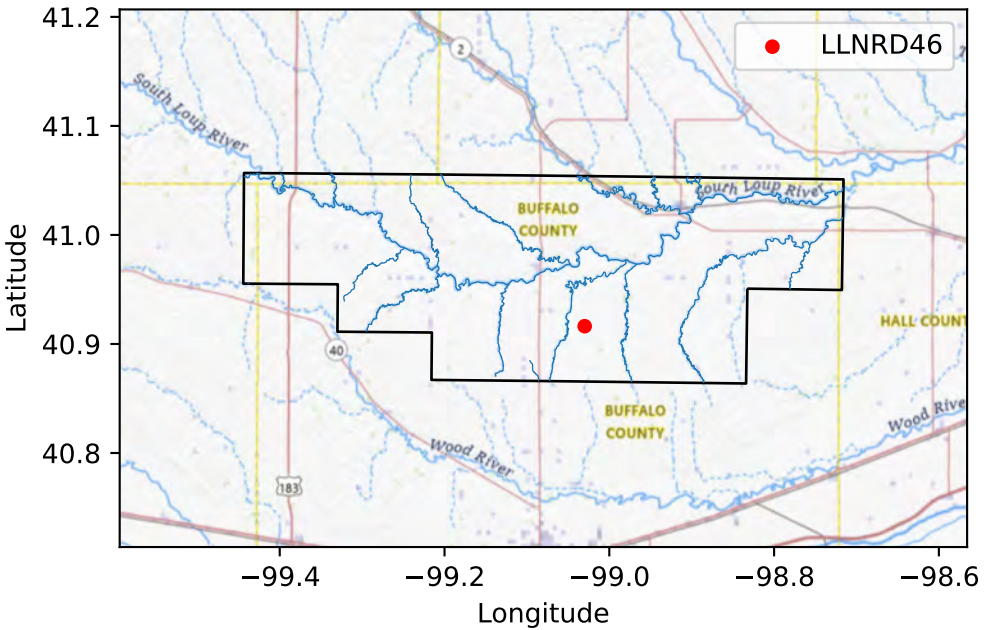 41.2
41.1
41.0
40.9
40.8
Latitude
LLNRD46
2
South Loup River
South Loup River
BUFFALO
COUNTY
HALL COUNT
40
BUFFALO
COUNTY
Wood River
Wood Rive
183
−99.4
−99.2
−99.0
−98.8
−98.6
Longitude